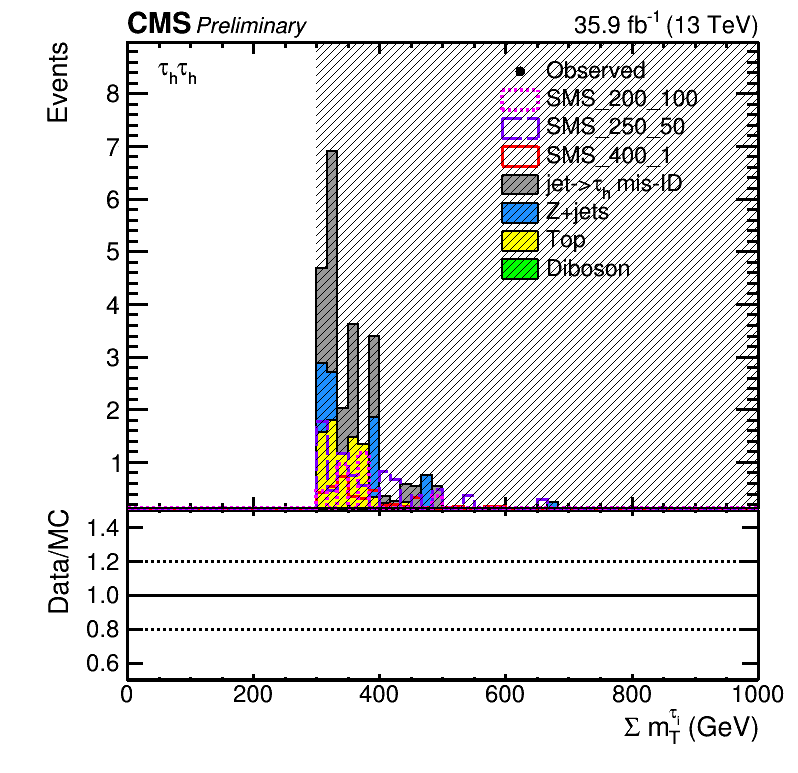 CMS Preliminary 35.9 fb⁻¹ (13 TeV)
Events
τhτh
Observed
SMS_200_100
SMS_250_50
SMS_400_1
jet->τh mis-ID
Z+jets
Top
Diboson
8
7
6
5
4
3
2
1
Data/MC
1.4
1.2
1.0
0.8
0.6
0 200 400 600 800 1000
Σ mT^τi (GeV)